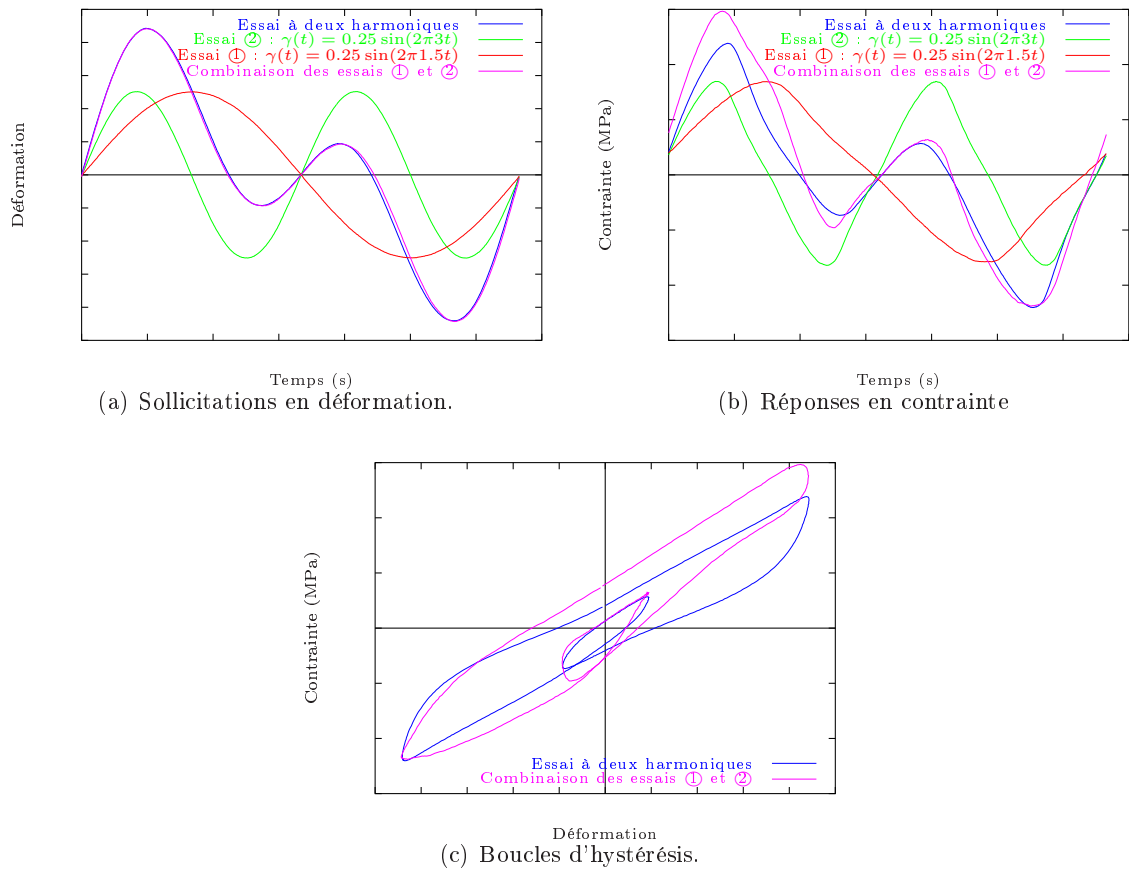 Essai à deux harmoniques
Essai ② : γ(t) = 0.25 sin(2π3t)
Essai ① : γ(t) = 0.25 sin(2π1.5t)
Combinaison des essais ① et ②
Déformation
Temps (s)
(a) Sollicitations en déformation.
Essai à deux harmoniques
Essai ② : γ(t) = 0.25 sin(2π3t)
Essai ① : γ(t) = 0.25 sin(2π1.5t)
Combinaison des essais ① et ②
Contrainte (MPa)
Temps (s)
(b) Réponses en contrainte
Contrainte (MPa)
Essai à deux harmoniques
Combinaison des essais ① et ②
Déformation
(c) Boucles d'hystérésis.